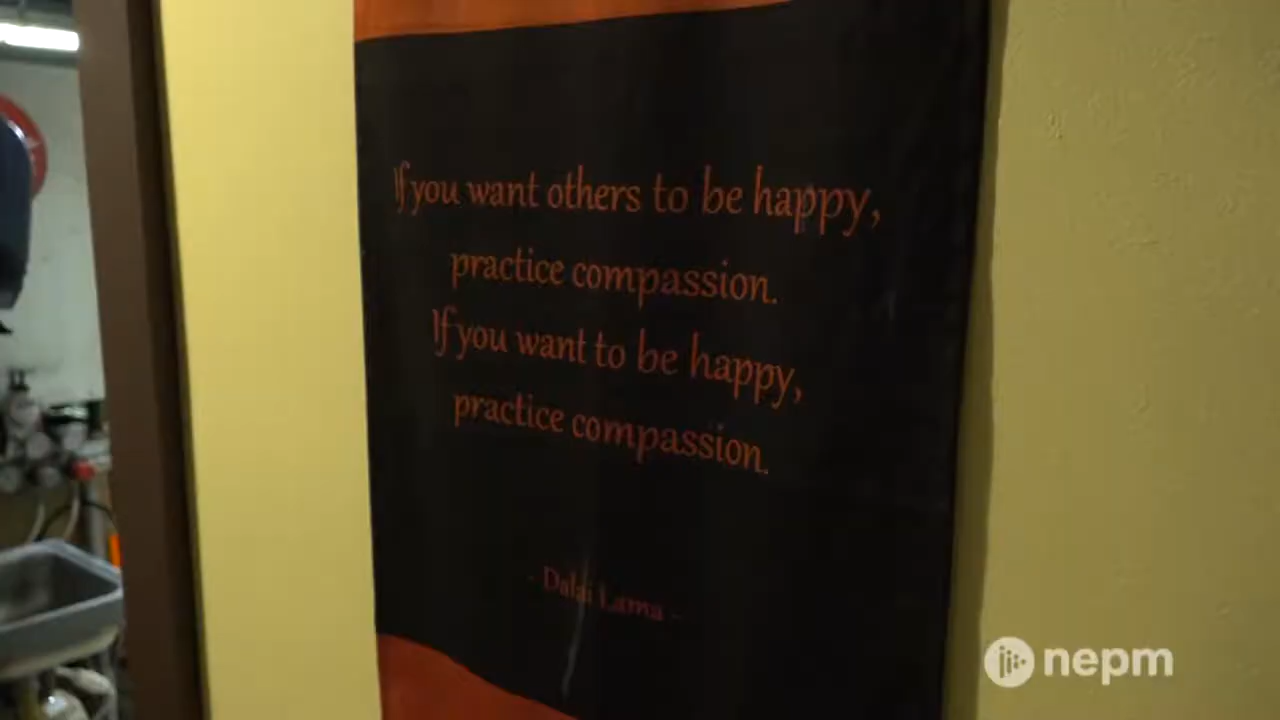 If you want others to be happy,
practice compassion.
If you want to be happy,
practice compassion.
- Dalai Lama -
nepm